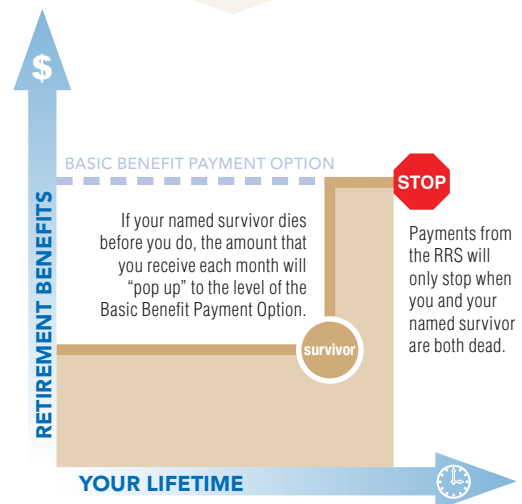 $
RETIREMENT BENEFITS
BASIC BENEFIT PAYMENT OPTION
If your named survivor dies
before you do, the amount that
you receive each month will
“pop up” to the level of the
Basic Benefit Payment Option.
survivor
STOP
Payments from
the RRS will
only stop when
you and your
named survivor
are both dead.
YOUR LIFETIME